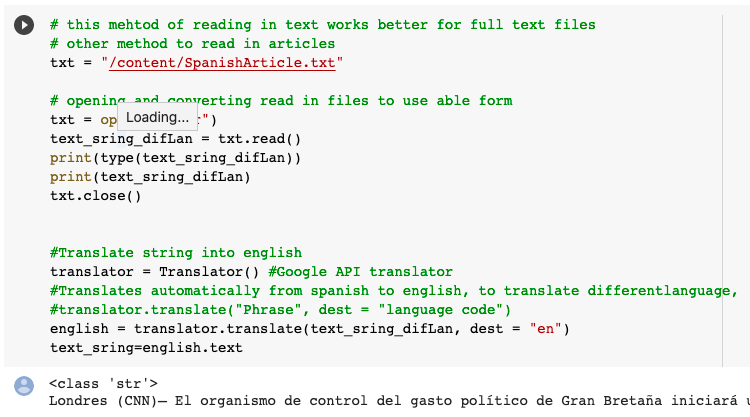 # this mehtod of reading in text works better for full text files
# other method to read in articles
txt = "/content/SpanishArticle.txt"
# opening and converting read in files to use able form
txt = op r")
Loading...
text_sring_difLan = txt.read()
print(type(text_sring_difLan))
print(text_sring_difLan)
txt.close()
#Translate string into english
translator = Translator() #Google API translator
#Translates automatically from spanish to english, to translate differentlanguage,
#translator.translate("Phrase", dest = "language code")
english = translator.translate(text_sring_difLan, dest = "en")
text_sring=english.text
<class 'str'>
Londres (CNN)— El organismo de control del gasto político de Gran Bretaña iniciará